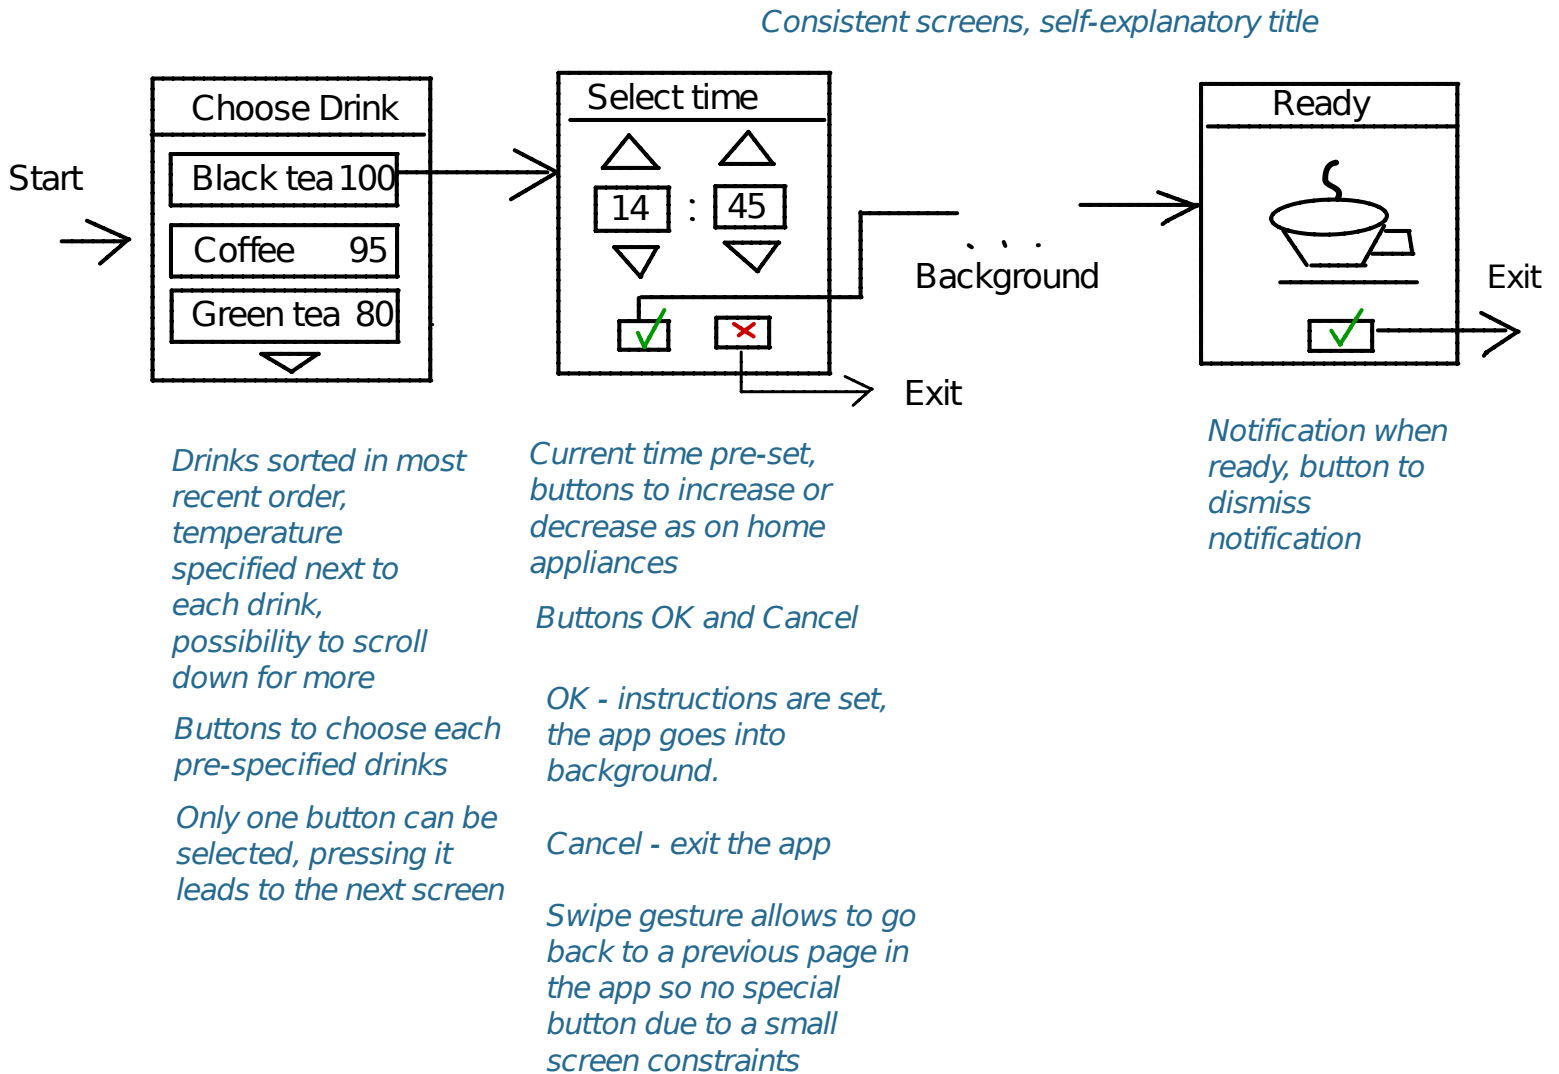 Consistent screens, self-explanatory title
Start
Choose Drink
Black tea 100
Coffee 95
Green tea 80
Select time
14 : 45
Background
Exit
Ready
Exit
Drinks sorted in most
recent order,
temperature
specified next to
each drink,
possibility to scroll
down for more
Buttons to choose each
pre-specified drinks
Only one button can be
selected, pressing it
leads to the next screen
Current time pre-set,
buttons to increase or
decrease as on home
appliances
Buttons OK and Cancel
OK - instructions are set,
the app goes into
background.
Cancel - exit the app
Swipe gesture allows to go
back to a previous page in
the app so no special
button due to a small
screen constraints
Notification when
ready, button to
dismiss
notification